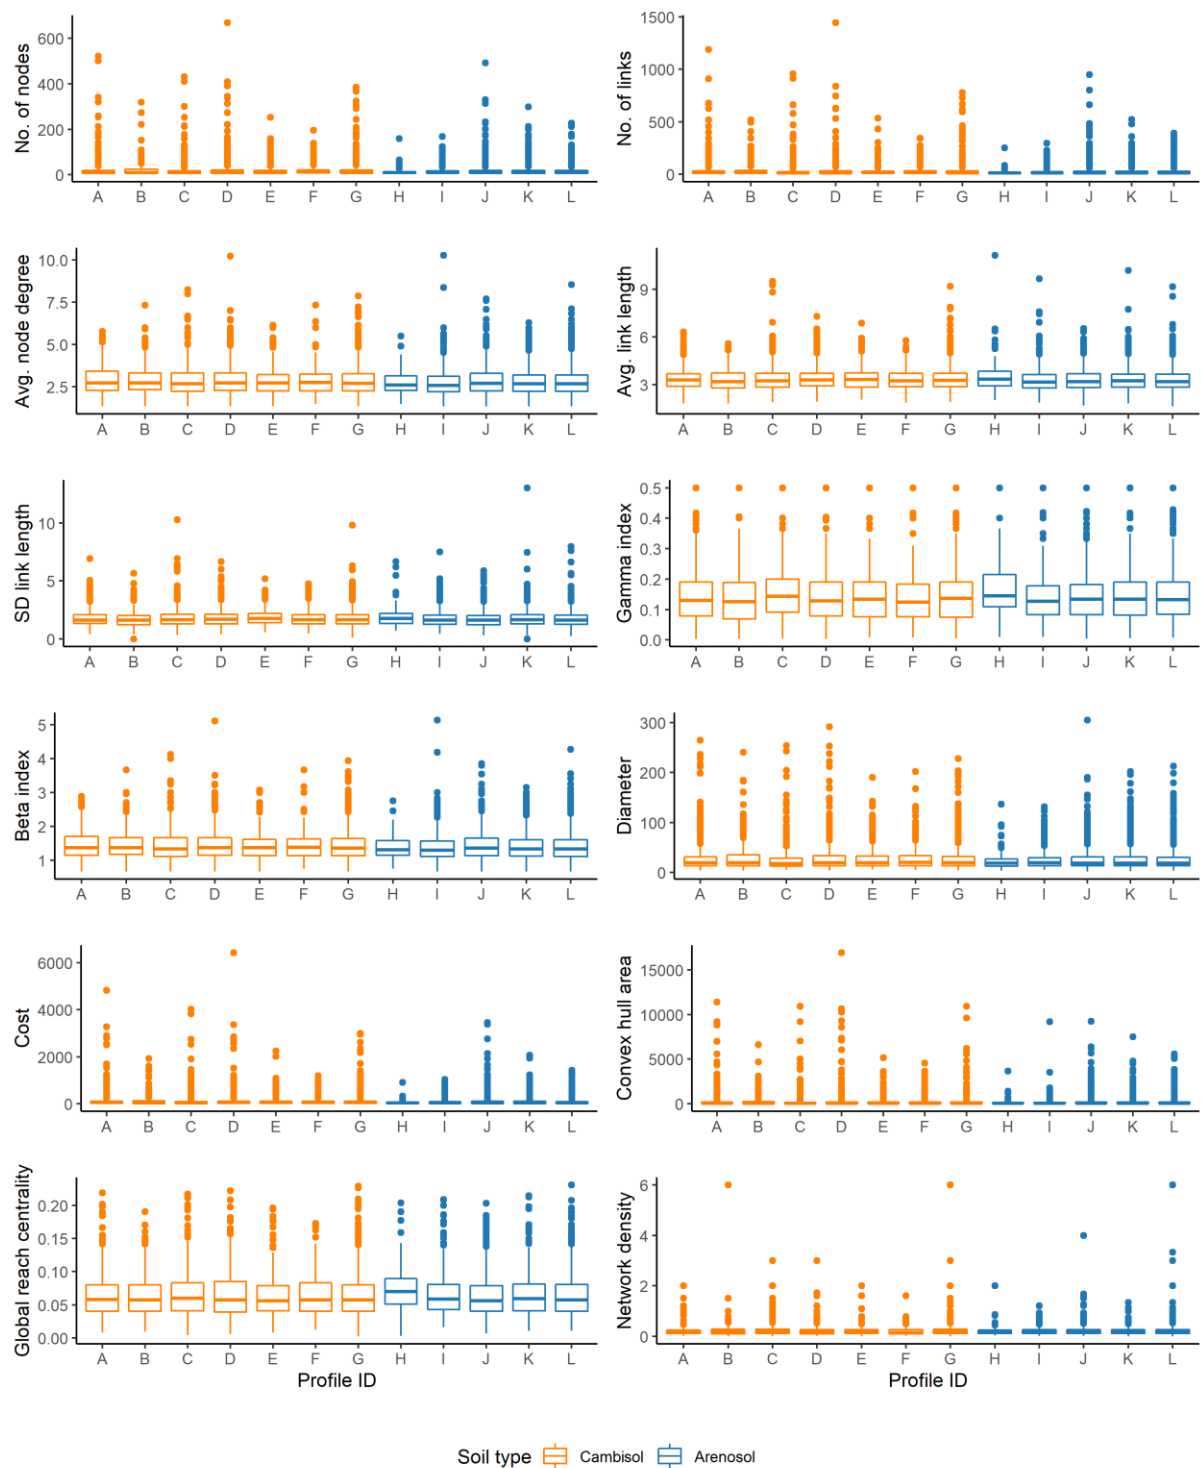 No. of nodes
600
400
200
0
A B C D E F G H I J K L
No. of links
1500
1000
500
0
A B C D E F G H I J K L
Avg. node degree
10.0
7.5
5.0
2.5
A B C D E F G H I J K L
Avg. link length
9
6
3
A B C D E F G H I J K L
SD link length
10
5
0
A B C D E F G H I J K L
Gamma index
0.5
0.4
0.3
0.2
0.1
0.0
A B C D E F G H I J K L
Beta index
5
4
3
2
1
A B C D E F G H I J K L
Diameter
300
200
100
0
A B C D E F G H I J K L
Cost
6000
4000
2000
0
A B C D E F G H I J K L
Convex hull area
15000
10000
5000
0
A B C D E F G H I J K L
Global reach centrality
0.20
0.15
0.10
0.05
0.00
A B C D E F G H I J K L
Profile ID
Network density
6
4
2
0
A B C D E F G H I J K L
Profile ID
Soil type Cambisol Arenosol